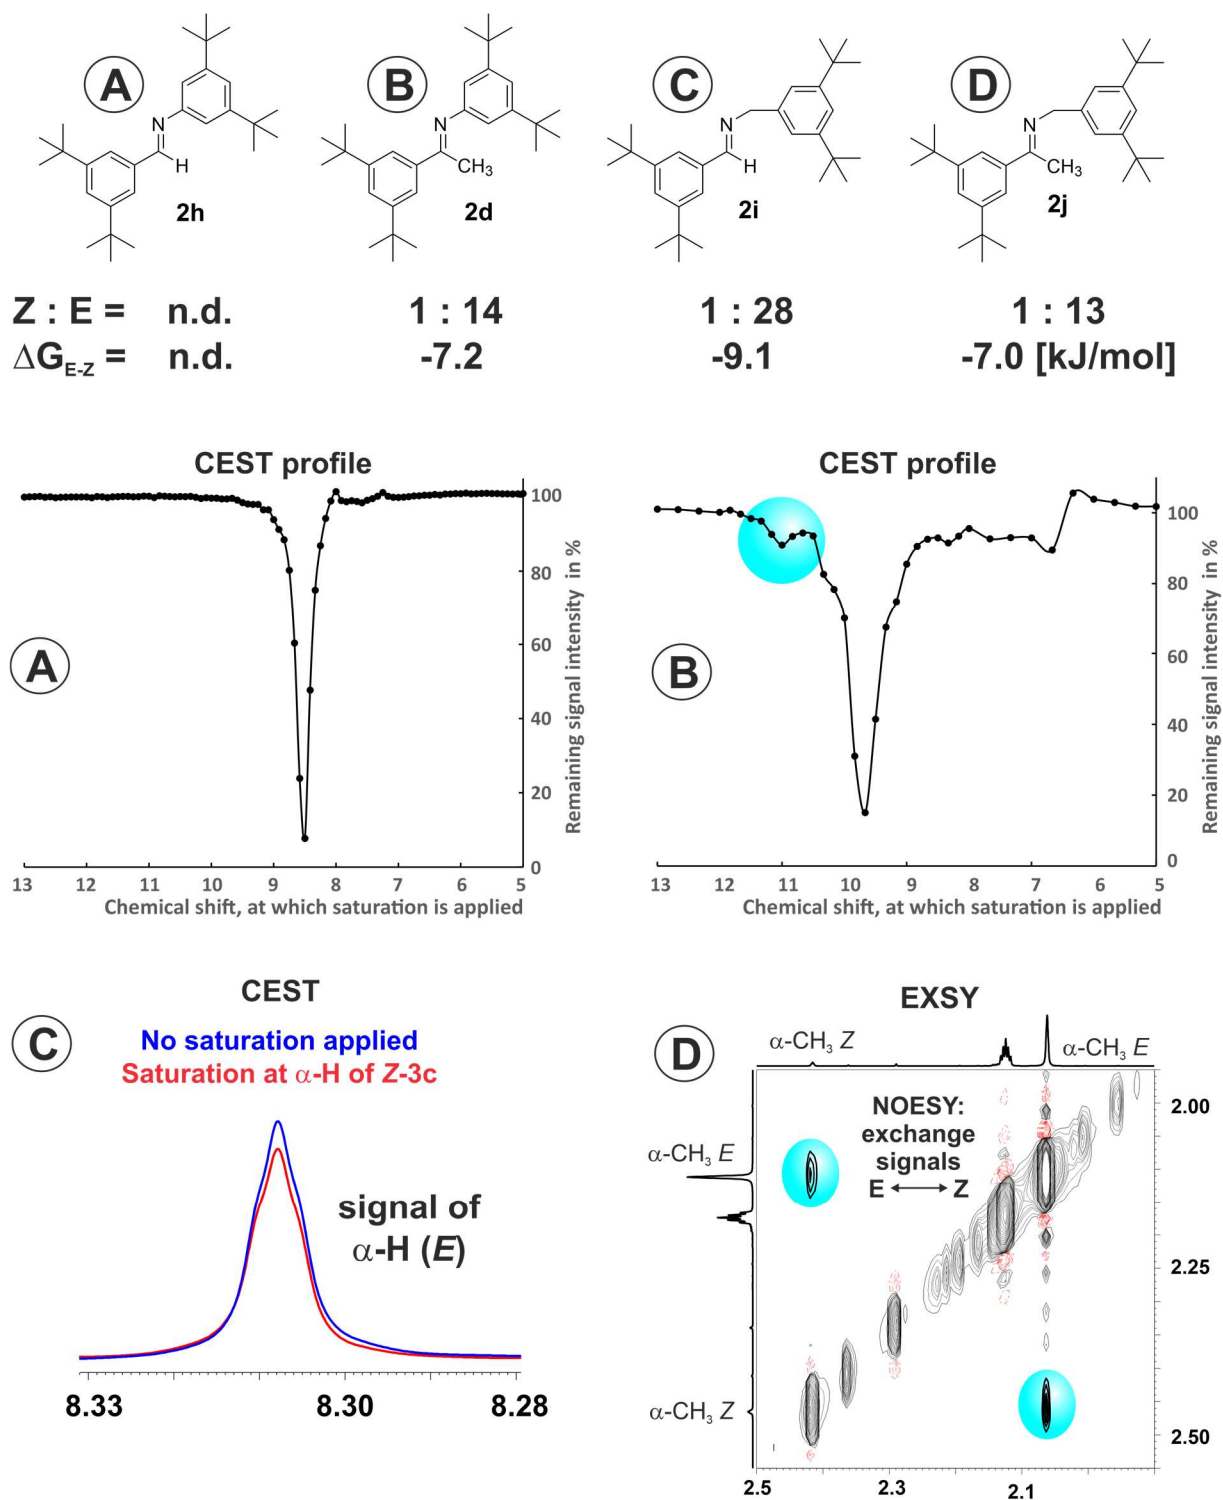 A
B
C
D
N
H
2h
N
CH3
2d
N
H
2i
N
CH3
2j
Z : E = n.d. 1 : 14 1 : 28 1 : 13
ΔGE-Z = n.d. -7.2 -9.1 -7.0 [kJ/mol]
CEST profile
A
100
80
60
40
20
0
Remaining signal intensity in %
13 12 11 10 9 8 7 6 5
Chemical shift, at which saturation is applied
CEST profile
B
100
80
60
40
20
0
Remaining signal intensity in %
13 12 11 10 9 8 7 6 5
Chemical shift, at which saturation is applied
C
CEST
No saturation applied
Saturation at α-H of Z-3c
signal of
α-H (E)
8.33 8.30 8.28
D
EXSY
α-CH3 Z
α-CH3 E
NOESY:
exchange
signals
E Z
α-CH3 E
α-CH3 Z
2.00
2.25
2.50
2.5 2.3 2.1